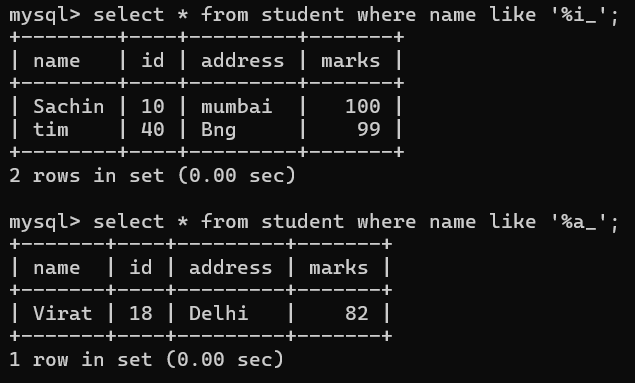 mysql> select * from student where name like '%i_';
+--------+----+---------+-------+
| name   | id | address | marks |
+--------+----+---------+-------+
| Sachin | 10 | mumbai  |   100 |
| tim    | 40 | Bng     |    99 |
+--------+----+---------+-------+
2 rows in set (0.00 sec)

mysql> select * from student where name like '%a_';
+-------+----+---------+-------+
| name  | id | address | marks |
+-------+----+---------+-------+
| Virat | 18 | Delhi   |    82 |
+-------+----+---------+-------+
1 row in set (0.00 sec)